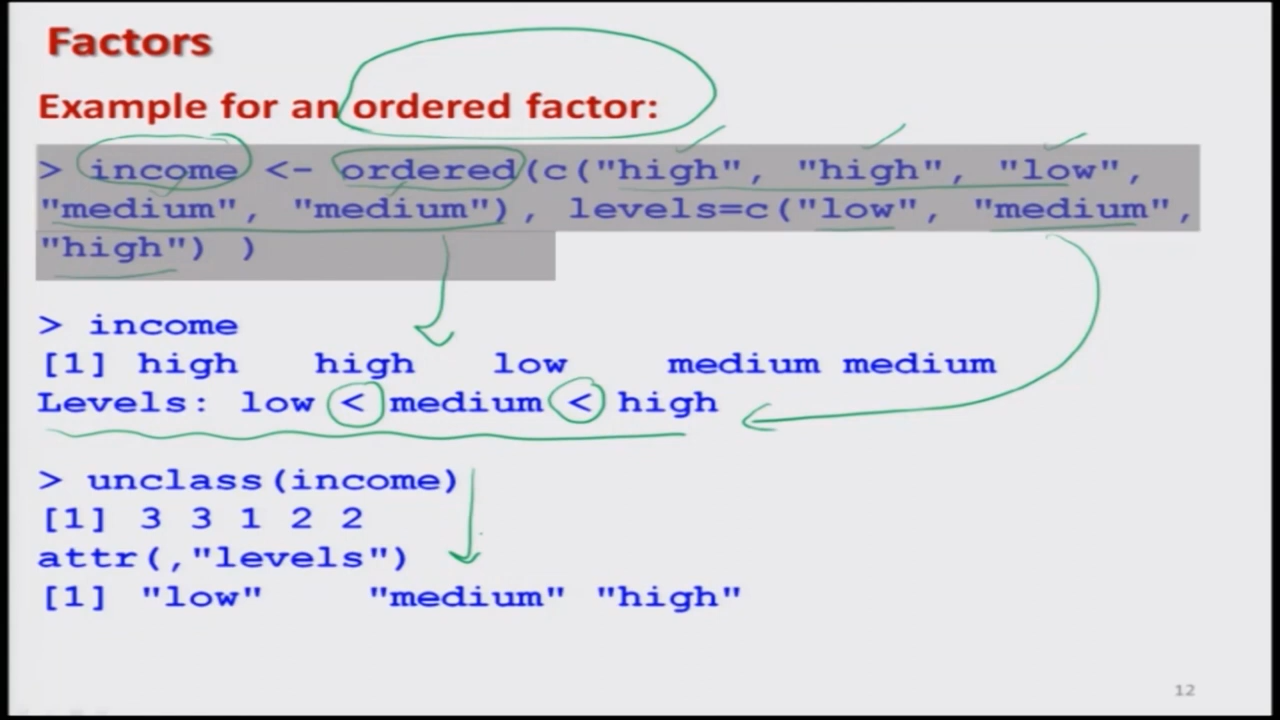 Factors
Example for an ordered factor:
> income <- ordered(c("high", "high", "low",
"medium", "medium"), levels=c("low", "medium",
"high") )
> income
[1] high high low medium medium
Levels: low < medium < high
> unclass(income)
[1] 3 3 1 2 2
attr(,"levels")
[1] "low" "medium" "high"
12